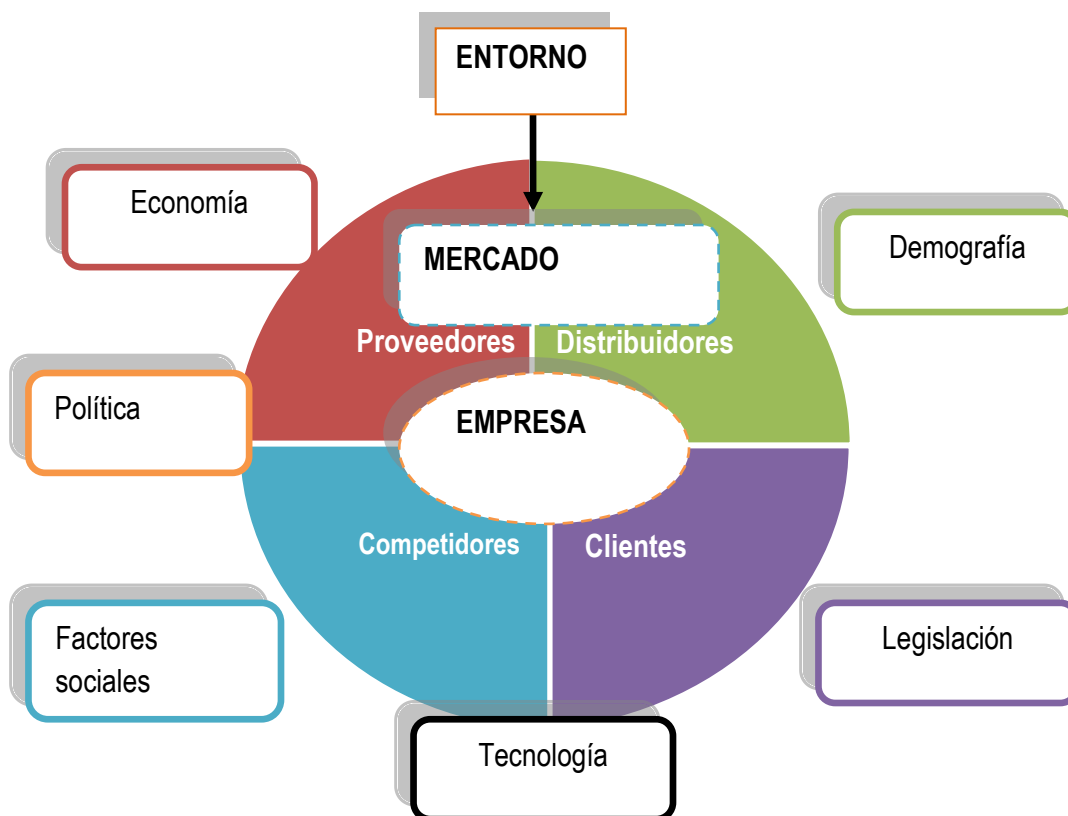 ENTORNO
Economía
Demografía
MERCADO
Proveedores
Distribuidores
Política
EMPRESA
Competidores
Clientes
Factores
sociales
Legislación
Tecnología